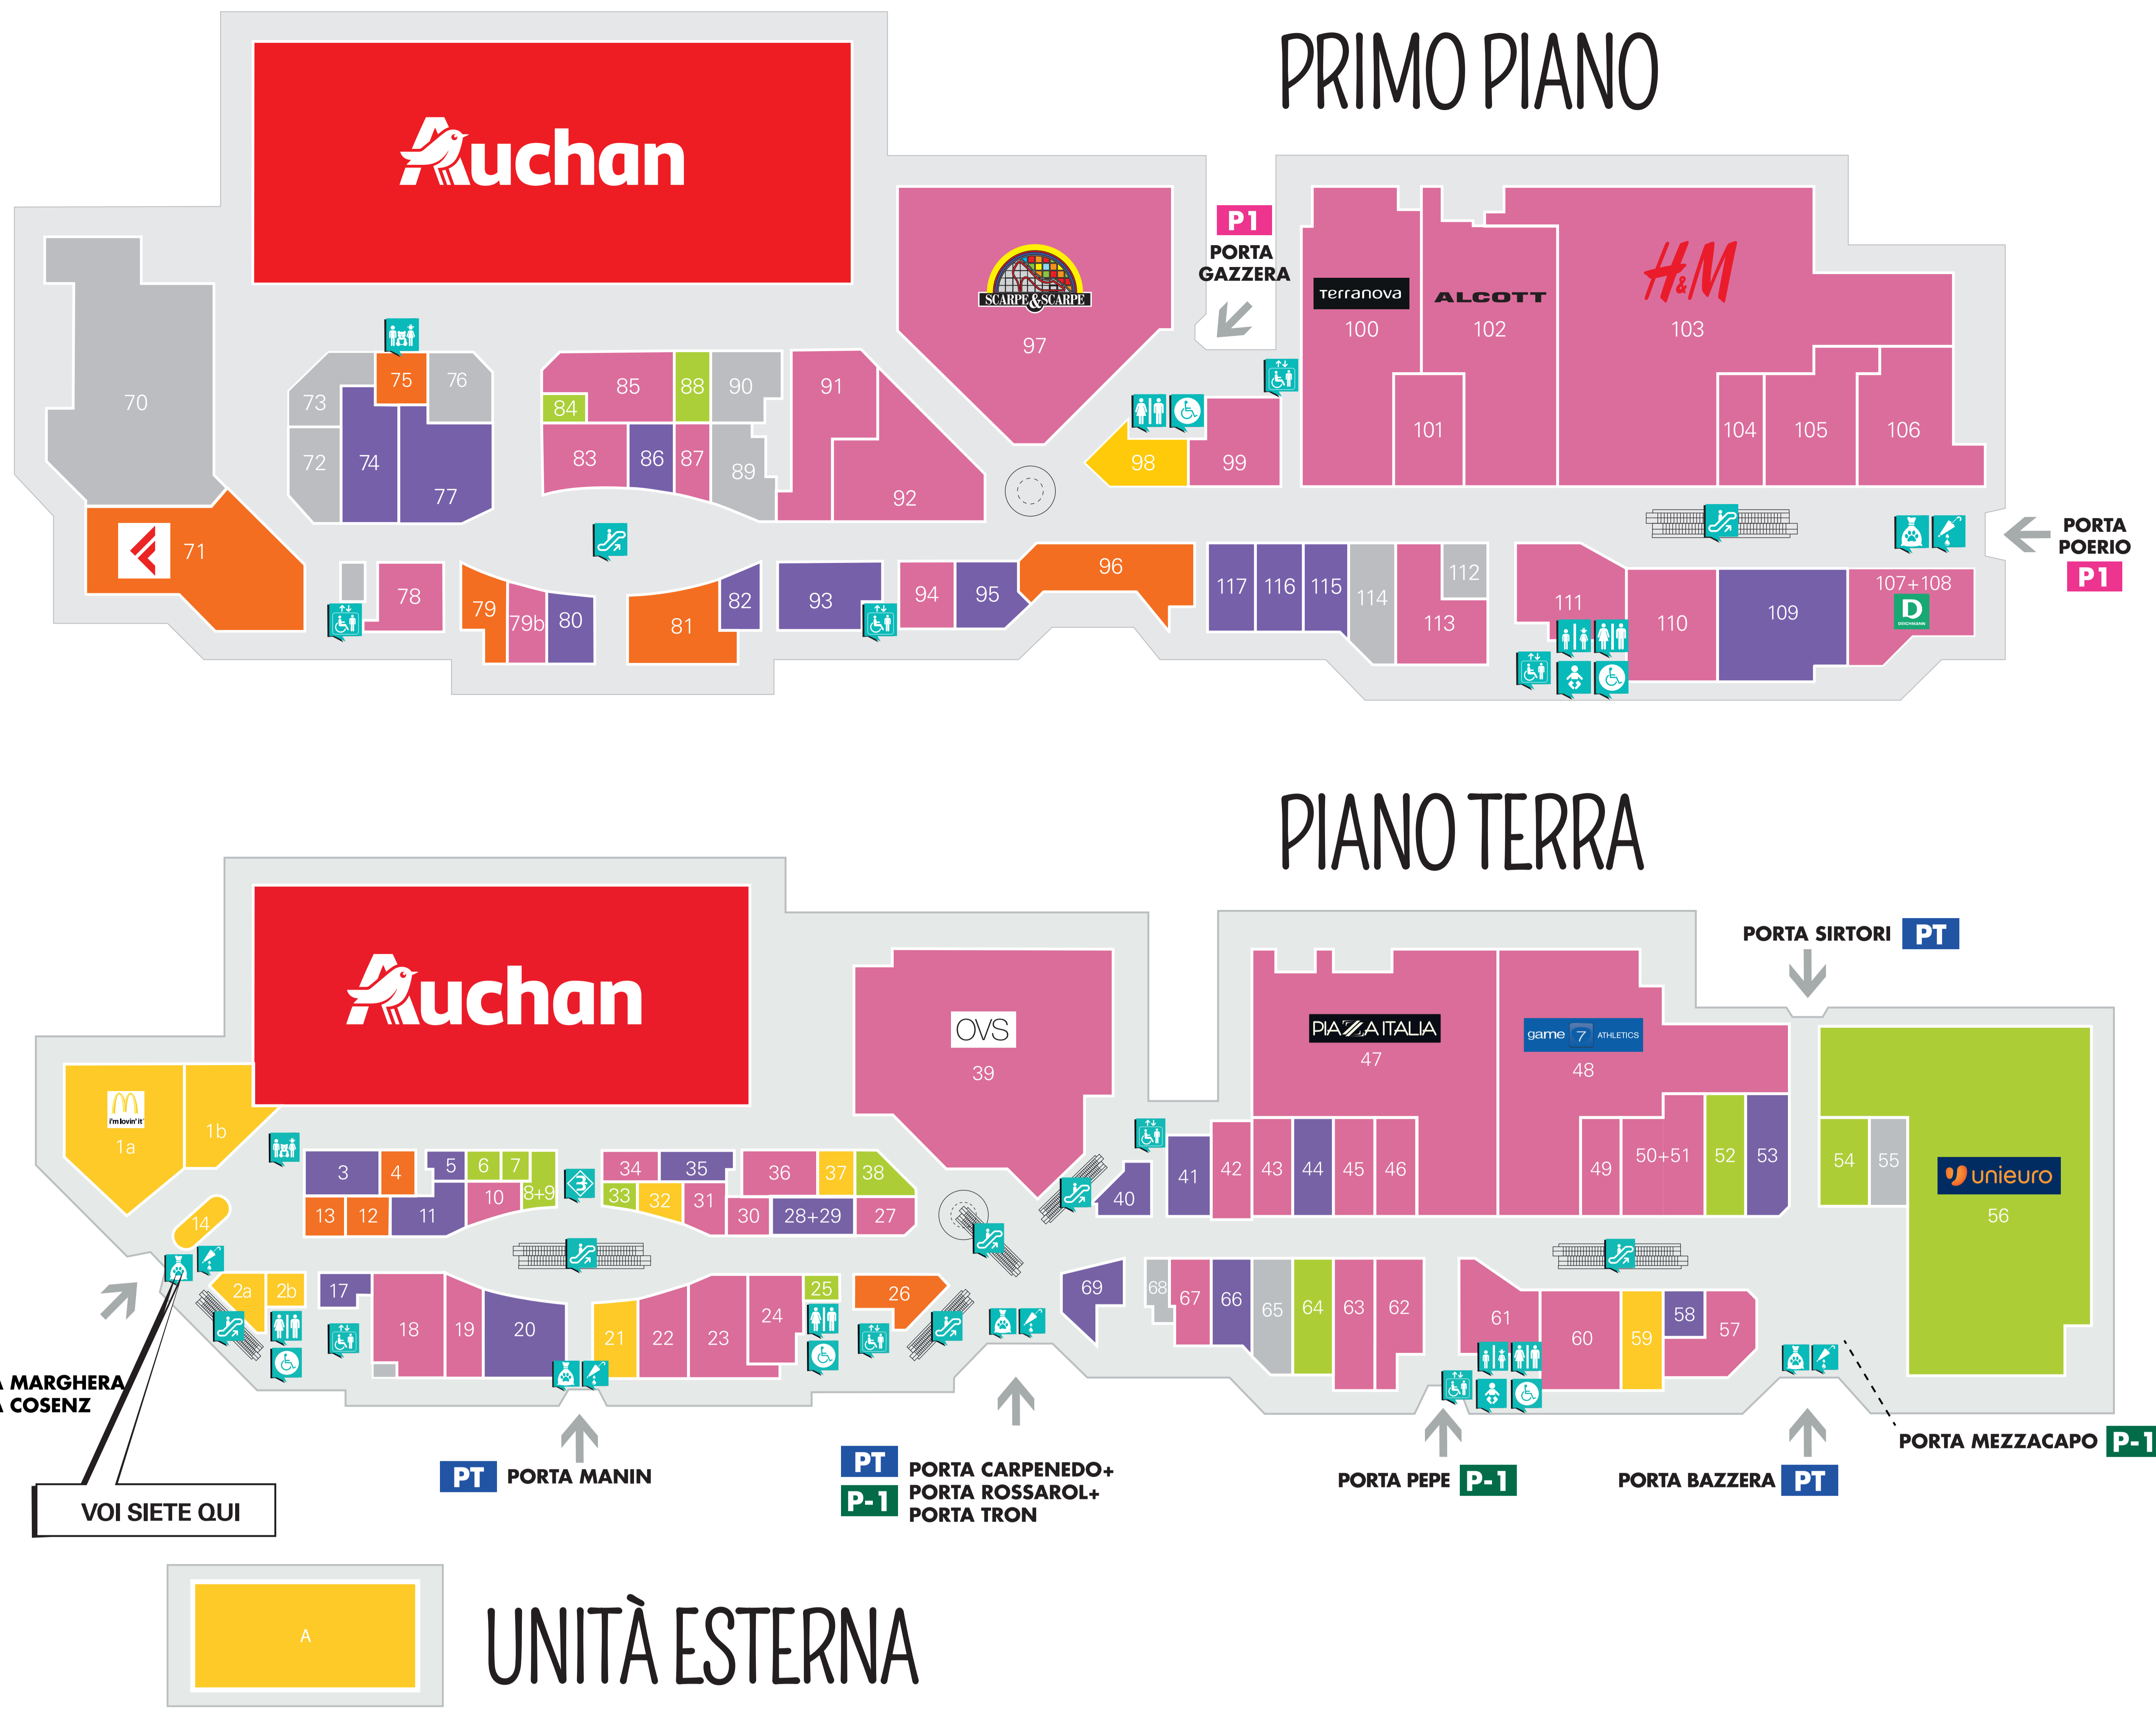 PRIMO PIANO
Auchan
P1
PORTA
GAZZERA
SCARPE&SCARPE
97
terranova
100
ALCOTT
102
H&M
103
70
73
75
76
72
74
77
85
88
90
84
83
86
87
89
91
92
98
99
101
104
105
106
71
78
79
79b
80
81
82
93
94
95
96
117
116
115
114
112
113
111
110
109
107+108
D
DEICHMANN
PORTA
POERIO
P1
PIANO TERRA
Auchan
OVS
39
PIAZZA ITALIA
47
game 7 ATHLETICS
48
PORTA SIRTORI PT
i'm lovin' it
1a
1b
3
4
5
6
7
8+9
10
13
12
11
14
34
35
33
32
31
36
37
38
30
28+29
27
40
41
42
43
44
45
46
49
50+51
52
53
54
55
unieuro
56
2a
2b
17
18
19
20
21
22
23
24
25
26
69
68
67
66
65
64
63
62
61
60
59
58
57
A MARGHERA
A COSENZ
VOI SIETE QUI
PT PORTA MANIN
PT
P-1
PORTA CARPENEDO+
PORTA ROSSAROL+
PORTA TRON
PORTA PEPE P-1
PORTA BAZZERA PT
PORTA MEZZACAPO P-1
A
UNITÀ ESTERNA